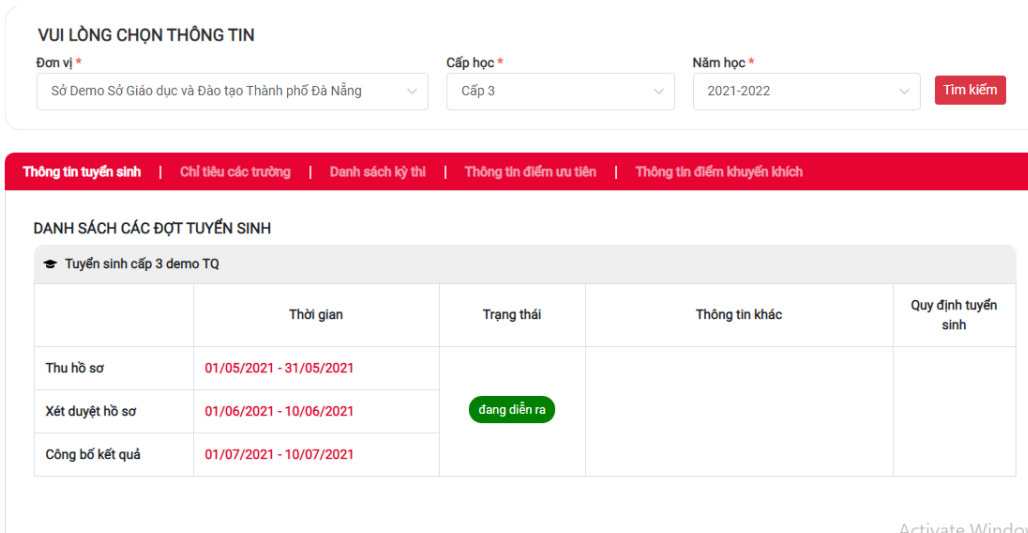 VUI LÒNG CHỌN THÔNG TIN
Đơn vị * Cấp học * Năm học *
Sở Demo Sở Giáo dục và Đào tạo Thành phố Đà Nẵng Cấp 3 2021-2022 Tìm kiếm
Thông tin tuyển sinh | Chỉ tiêu các trường | Danh sách kỳ thi | Thông tin điểm ưu tiên | Thông tin điểm khuyến khích
DANH SÁCH CÁC ĐỢT TUYỂN SINH
Tuyển sinh cấp 3 demo TQ
Thời gian Trạng thái Thông tin khác Quy định tuyển
sinh
Thu hồ sơ 01/05/2021 - 31/05/2021
Xét duyệt hồ sơ 01/06/2021 - 10/06/2021 đang diễn ra
Công bố kết quả 01/07/2021 - 10/07/2021
Activate Window